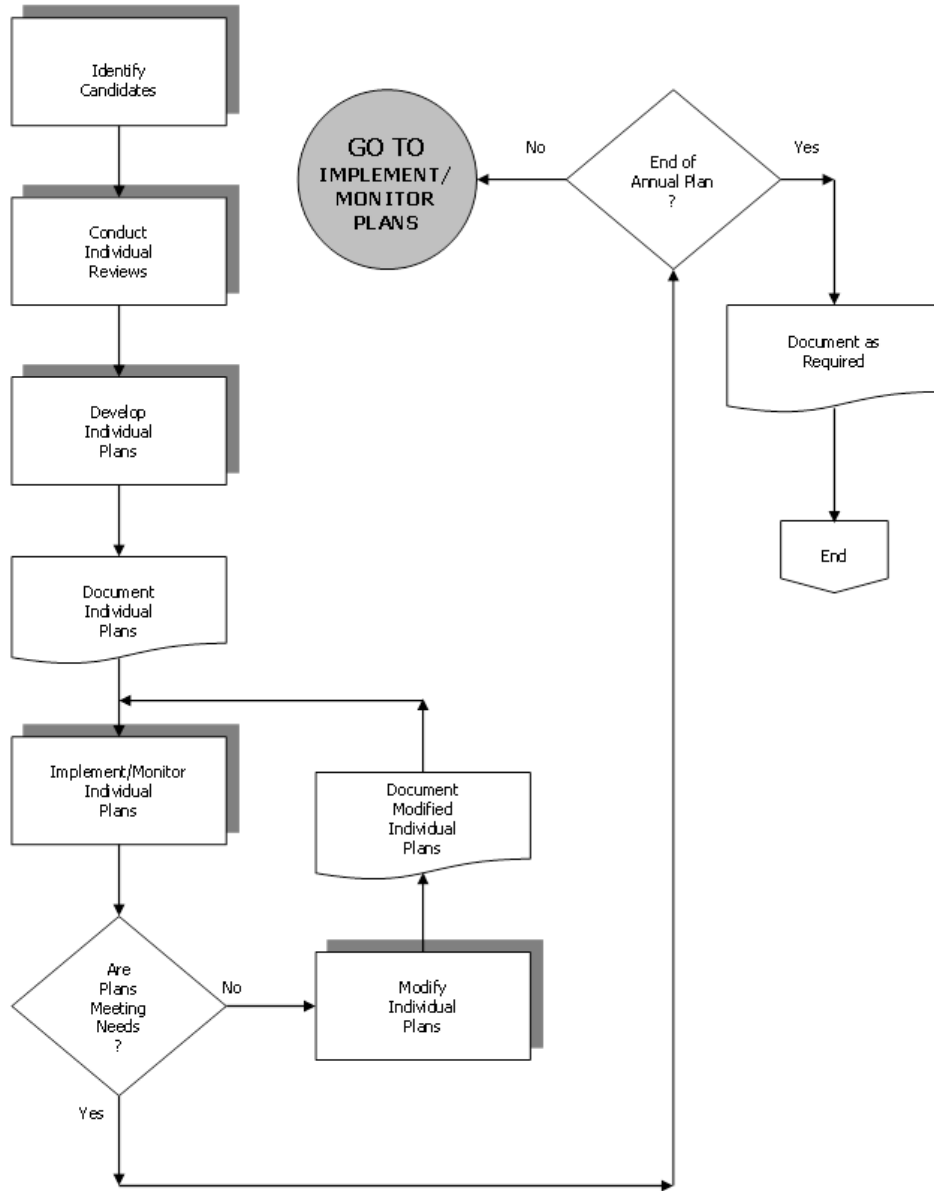 Identify
Candidates
Conduct
Individual
Reviews
Develop
Individual
Plans
Document
Individual
Plans
Implement/Monitor
Individual
Plans
Are
Plans
Meeting
Needs
?
No
Yes
Modify
Individual
Plans
Document
Modified
Individual
Plans
GO TO
IMPLEMENT/
MONITOR
PLANS
No
End of
Annual Plan
?
Yes
Document as
Required
End